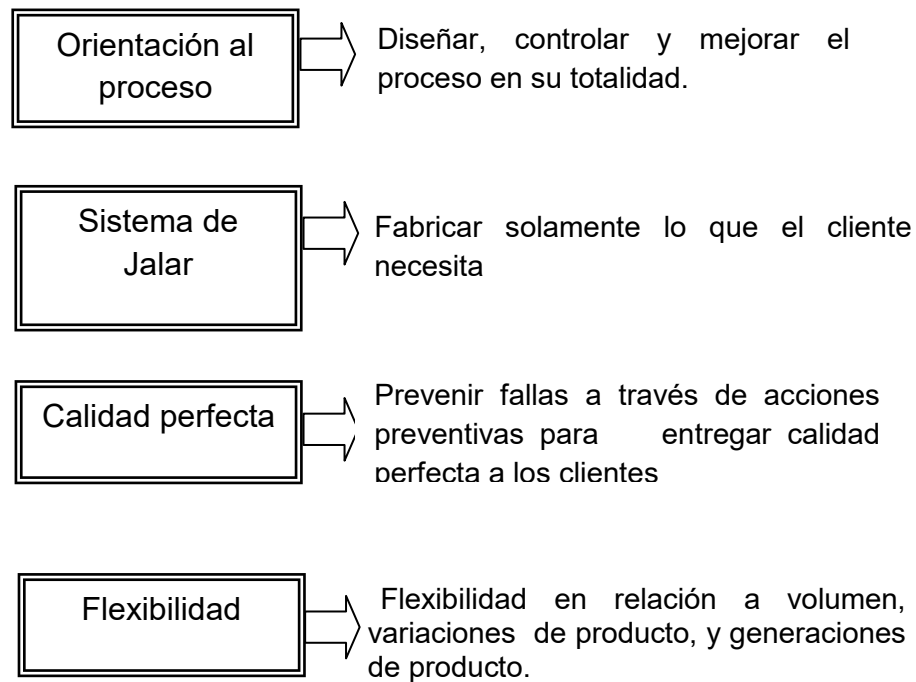 Orientación al
proceso
Diseñar, controlar y mejorar el
proceso en su totalidad.
Sistema de
Jalar
Fabricar solamente lo que el cliente
necesita
Calidad perfecta
Prevenir fallas a través de acciones
preventivas para entregar calidad
perfecta a los clientes
Flexibilidad
Flexibilidad en relación a volumen,
variaciones de producto, y generaciones
de producto.